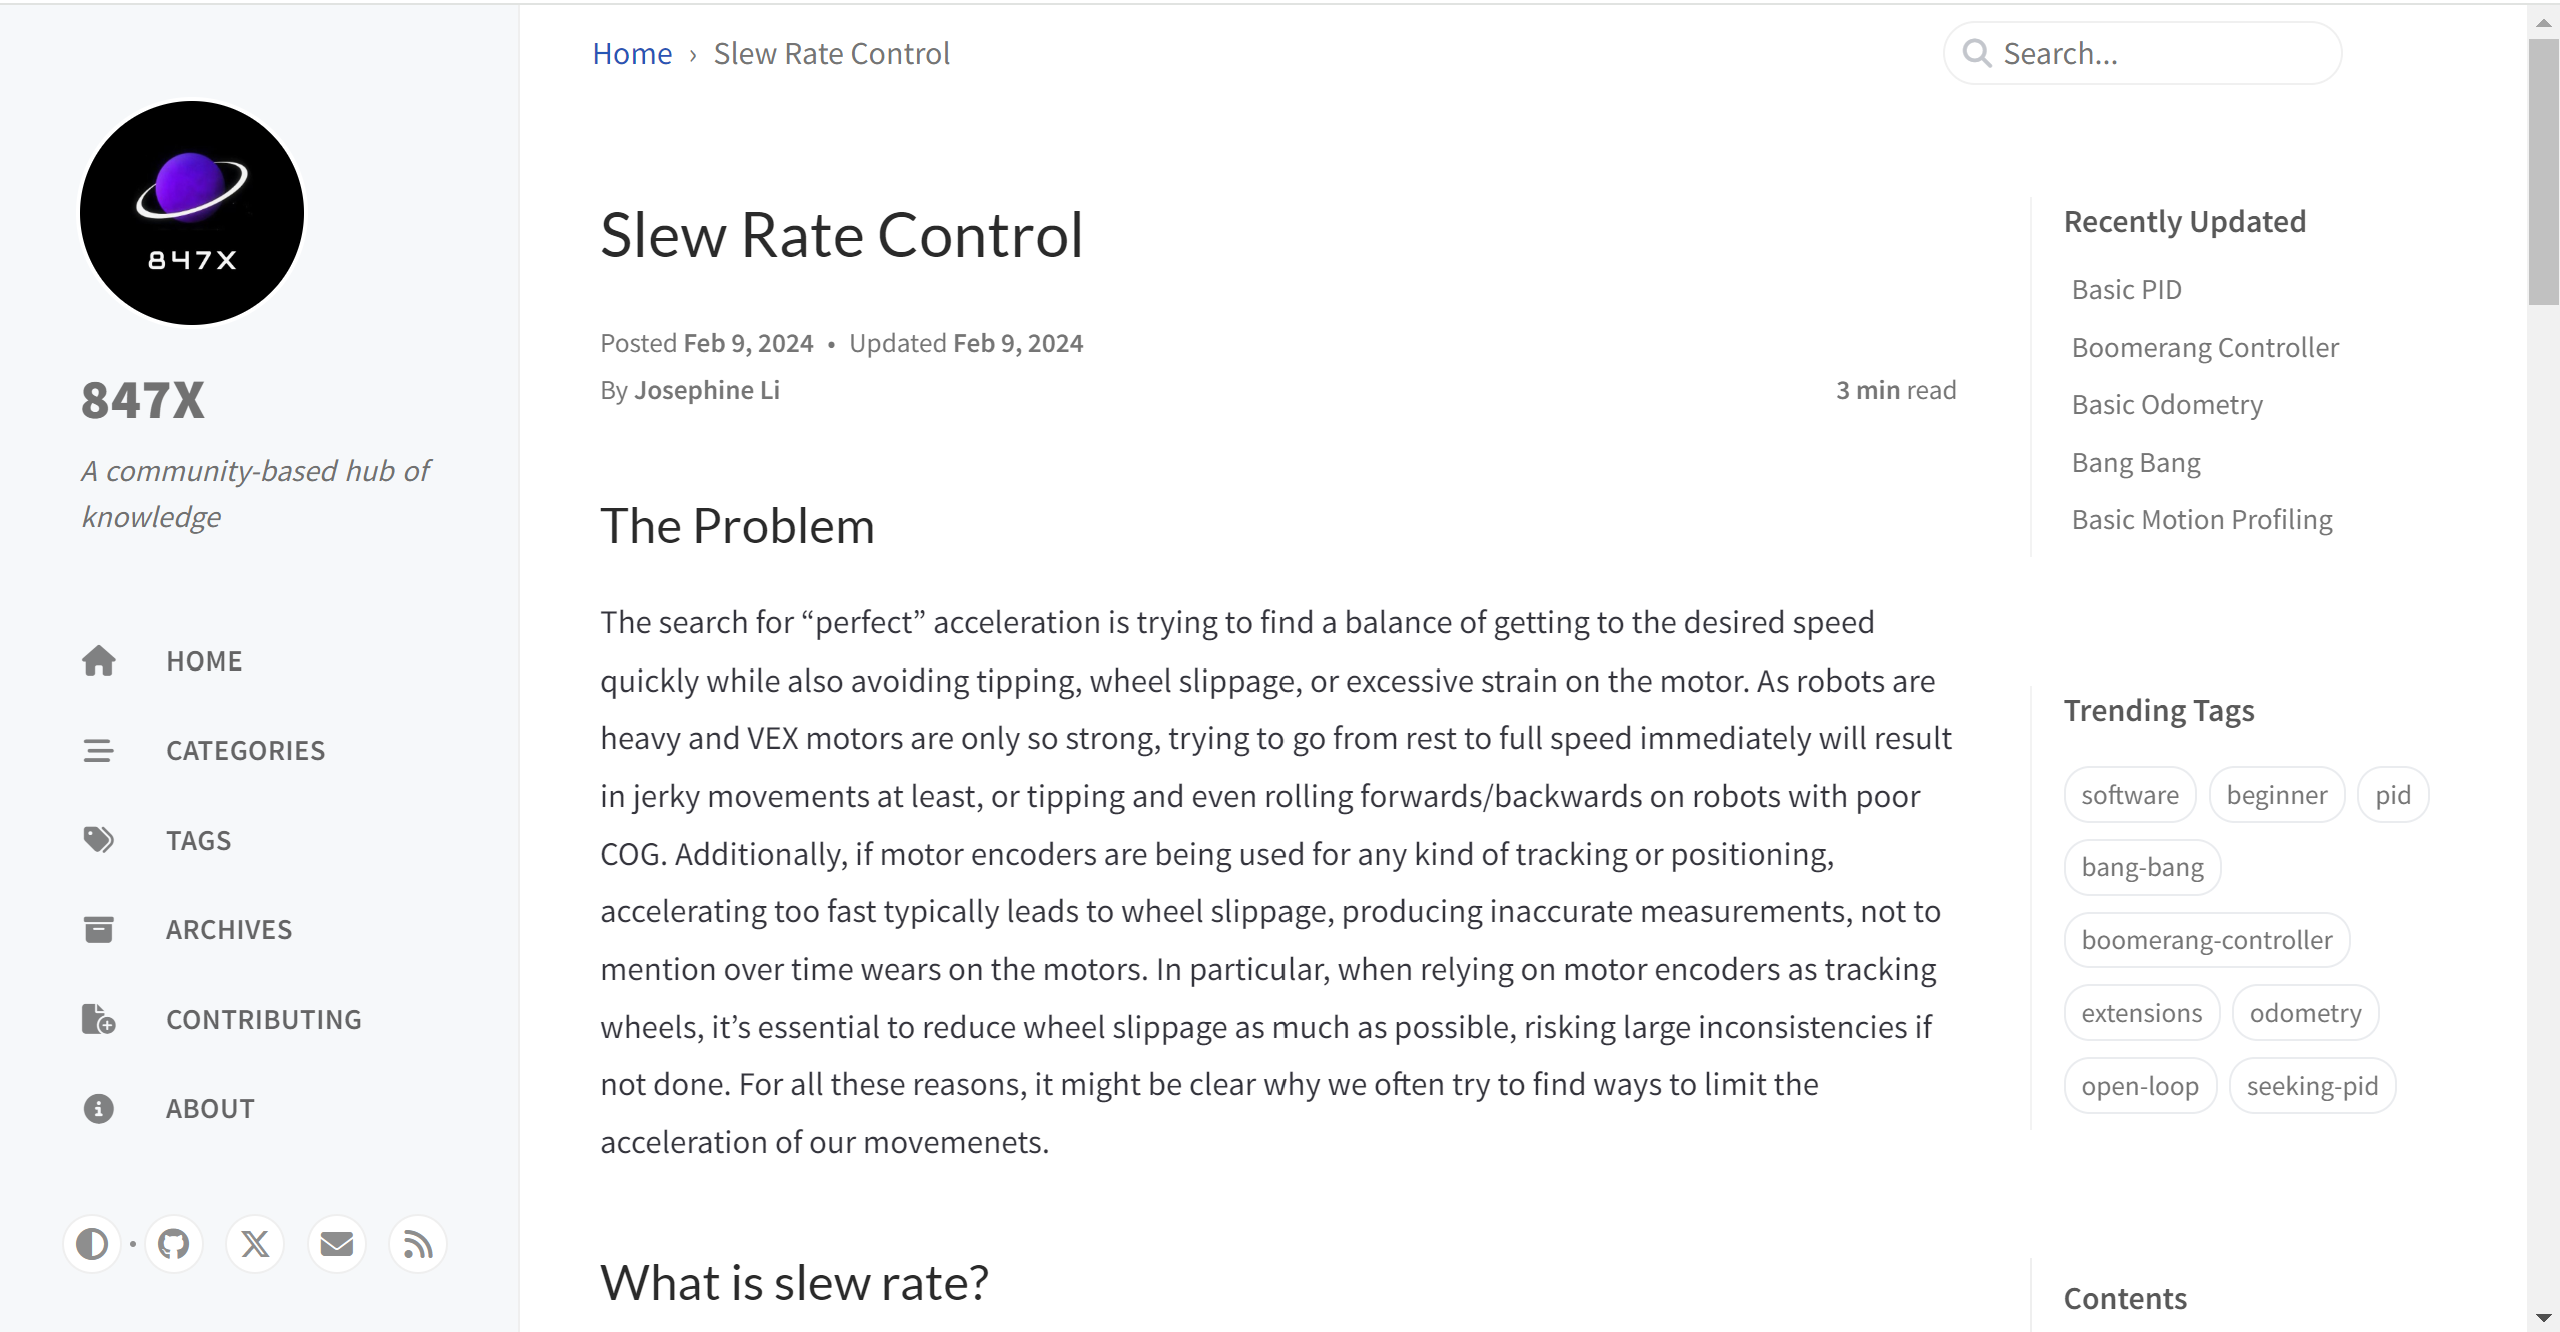 847X
847X
A community-based hub of
knowledge
HOME
CATEGORIES
TAGS
ARCHIVES
CONTRIBUTING
ABOUT
Home › Slew Rate Control
Search...
Slew Rate Control
Posted Feb 9, 2024 • Updated Feb 9, 2024
By Josephine Li
3 min read
The Problem
The search for “perfect” acceleration is trying to find a balance of getting to the desired speed
quickly while also avoiding tipping, wheel slippage, or excessive strain on the motor. As robots are
heavy and VEX motors are only so strong, trying to go from rest to full speed immediately will result
in jerky movements at least, or tipping and even rolling forwards/backwards on robots with poor
COG. Additionally, if motor encoders are being used for any kind of tracking or positioning,
accelerating too fast typically leads to wheel slippage, producing inaccurate measurements, not to
mention over time wears on the motors. In particular, when relying on motor encoders as tracking
wheels, it’s essential to reduce wheel slippage as much as possible, risking large inconsistencies if
not done. For all these reasons, it might be clear why we often try to find ways to limit the
acceleration of our movemenets.
What is slew rate?
Recently Updated
Basic PID
Boomerang Controller
Basic Odometry
Bang Bang
Basic Motion Profiling
Trending Tags
software beginner pid
bang-bang
boomerang-controller
extensions odometry
open-loop seeking-pid
Contents